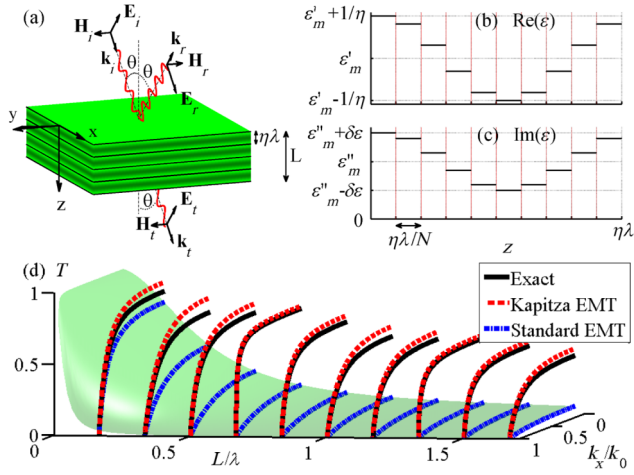 (a)
E_i
H_i
k_i
k_r
H_r
E_r
θ θ
y
x
z
ηλ
L
θ
E_t
H_t
k_t
(b) Re(ε)
ε'_m+1/η
ε'_m
ε'_m-1/η
(c) Im(ε)
ε''_m+δε
ε''_m
ε''_m-δε
0
ηλ/N
z
ηλ
(d) T
1
0.5
0
Exact
Kapitza EMT
Standard EMT
0 0.5 1 1.5
L/λ
0
0.5
1
k_x/k_0